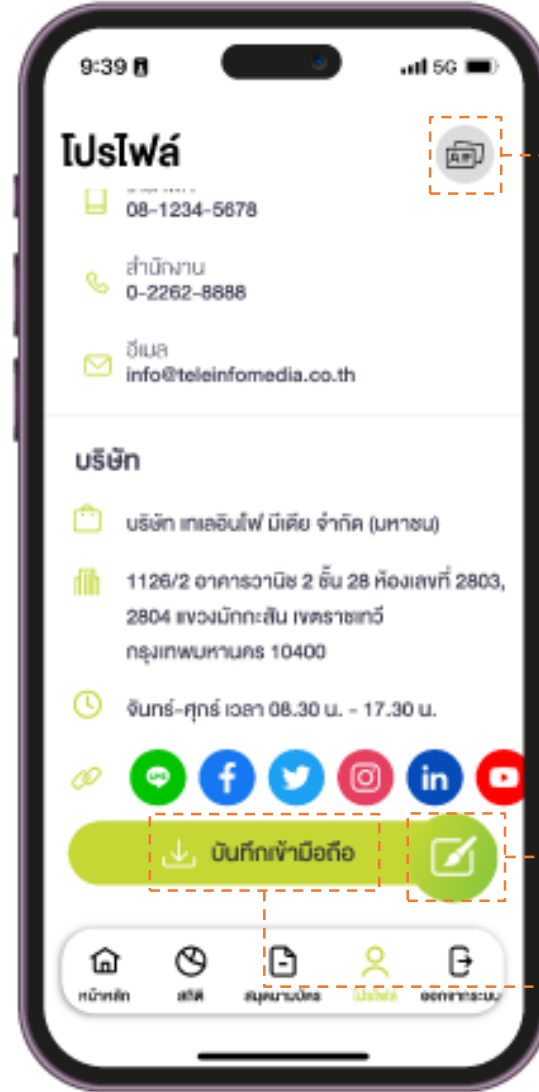 9:39
5G
โปรไฟล์
08-1234-5678
สำนักงาน
0-2262-8888
อีเมล
info@teleinfomedia.co.th
บริษัท
บริษัท เทเลอินโฟ มีเดีย จำกัด (มหาชน)
1126/2 อาคารวานิช 2 ชั้น 28 ห้องเลขที่ 2803,
2804 แขวงมักกะสัน เขตราชเทวี
กรุงเทพมหานคร 10400
จันทร์-ศุกร์ เวลา 08.30 น. - 17.30 น.
บันทึกเข้ามือถือ
หน้าหลัก สถิติ สมุดนามบัตร โปรไฟล์ ออกจากระบบ